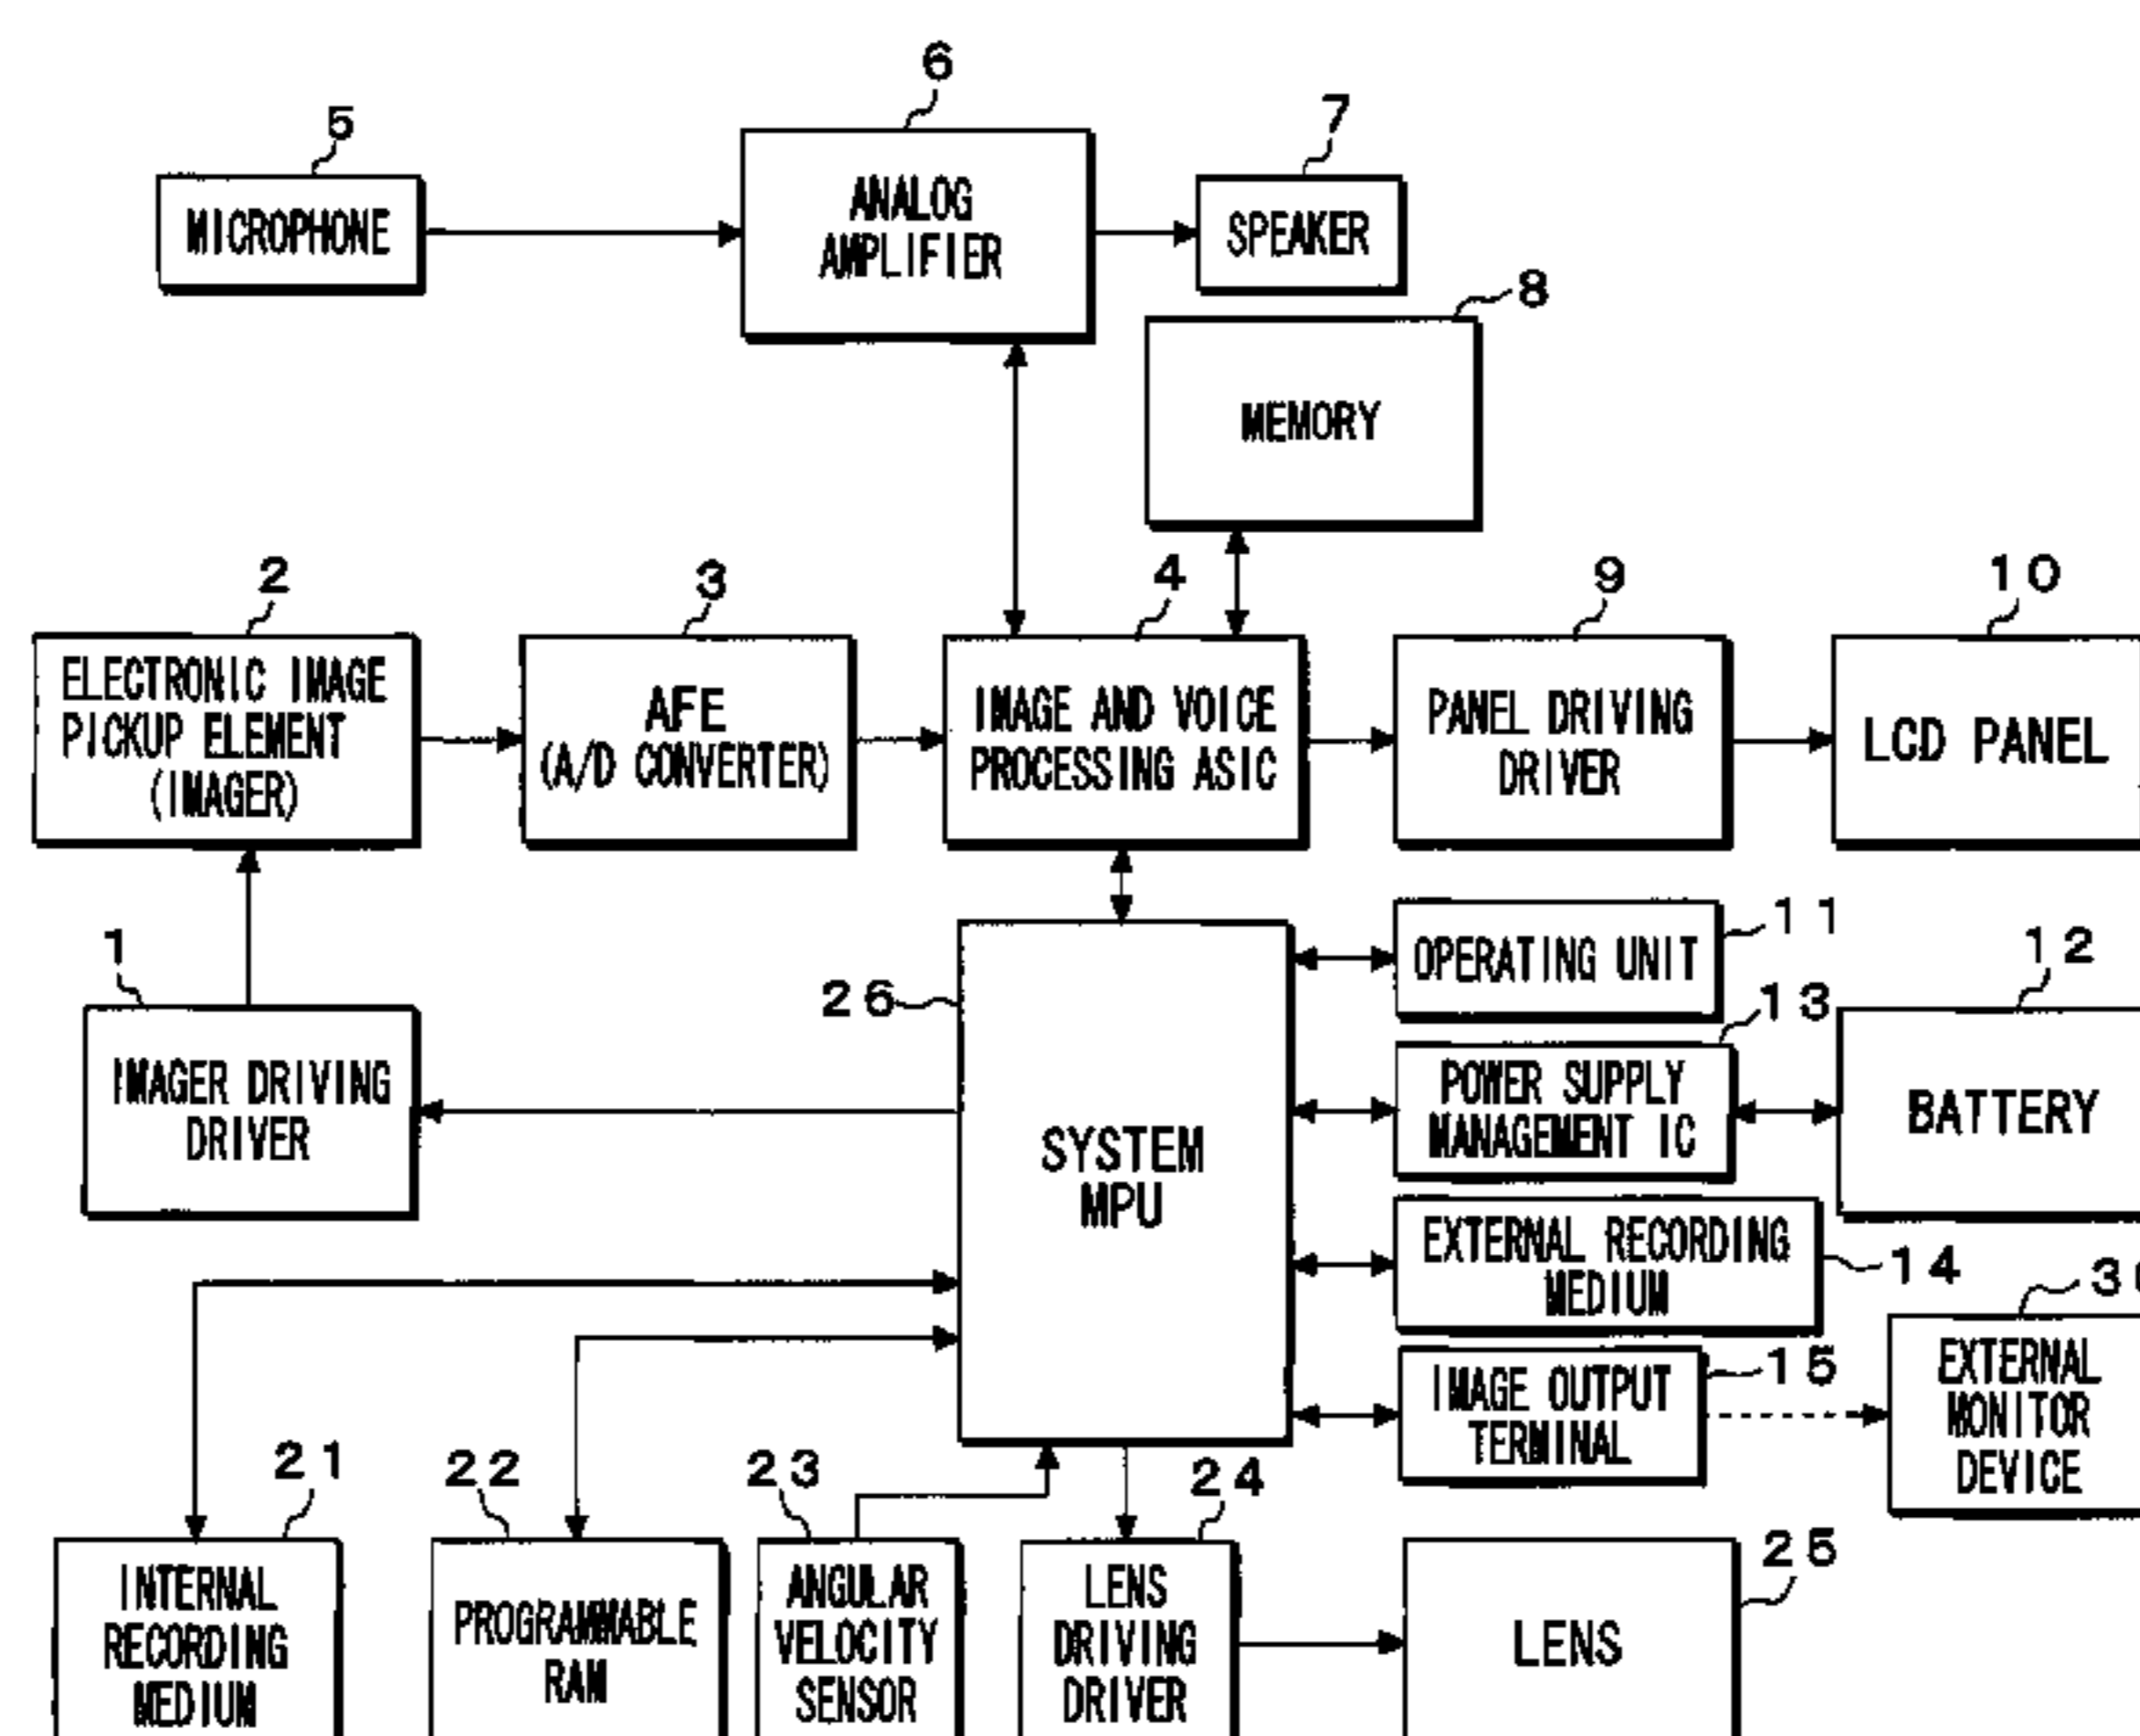 6
5
7
MICROPHONE
ANALOG
AMPLIFIER
SPEAKER
8
MEMORY
2
3
4
9
10
ELECTRONIC IMAGE
PICKUP ELEMENT
(IMAGER)
AFE
(A/D CONVERTER)
IMAGE AND VOICE
PROCESSING ASIC
PANEL DRIVING
DRIVER
LCD PANEL
1
26
11
OPERATING UNIT
12
13
IMAGER DRIVING
DRIVER
SYSTEM
MPU
POWER SUPPLY
MANAGEMENT IC
BATTERY
EXTERNAL RECORDING
MEDIUM
14
IMAGE OUTPUT
TERMINAL
15
EXTERNAL
MONITOR
DEVICE
21
22
23
24
25
INTERNAL
RECORDING
MEDIUM
PROGRAMMABLE
RAM
ANGULAR
VELOCITY
SENSOR
LENS
DRIVING
DRIVER
LENS